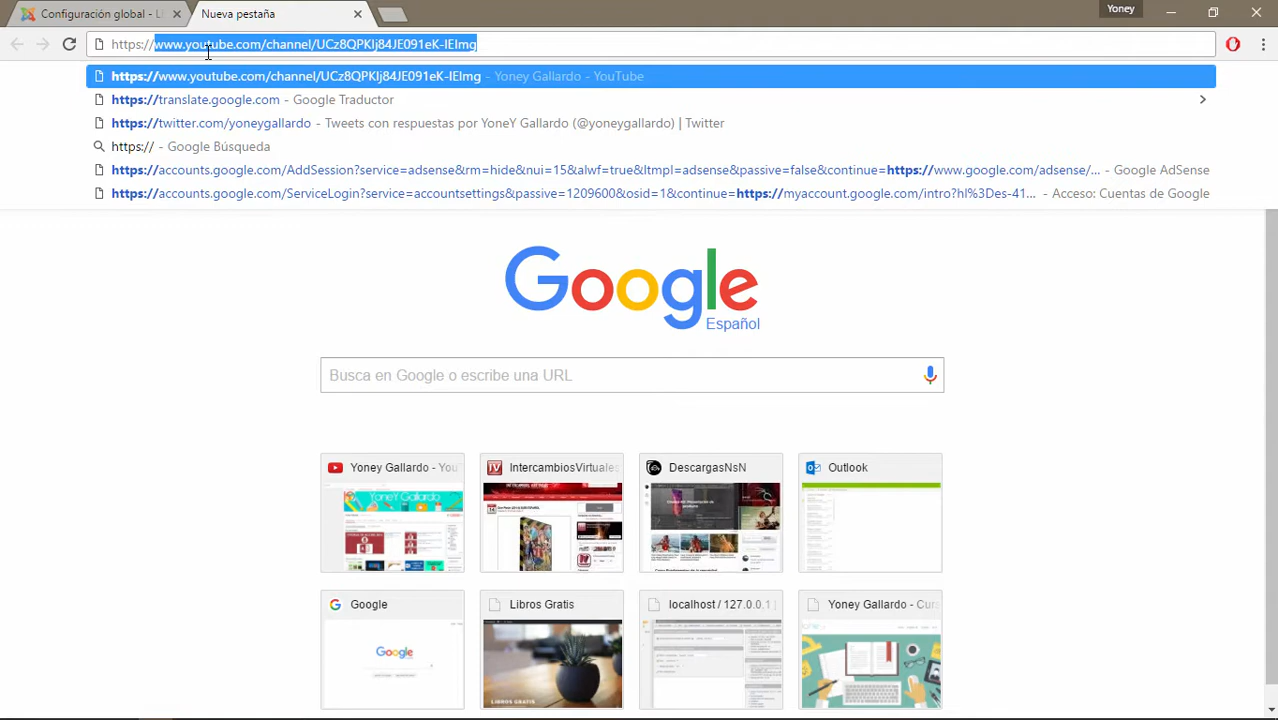 Configuración global - L
Nueva pestaña
Yoney
https://www.youtube.com/channel/UCz8QPKIj84JE091eK-IEImg
https://www.youtube.com/channel/UCz8QPKIj84JE091eK-IEImg - Yoney Gallardo - YouTube
https://translate.google.com - Google Traductor
https://twitter.com/yoneygallardo - Tweets con respuestas por YoneY Gallardo (@yoneygallardo) | Twitter
https:// - Google Búsqueda
https://accounts.google.com/AddSession?service=adsense&rm=hide&nui=15&alwf=true&ltmpl=adsense&passive=false&continue=https://www.google.com/adsense/... - Google AdSense
https://accounts.google.com/ServiceLogin?service=accountsettings&passive=1209600&osid=1&continue=https://myaccount.google.com/intro?hl%3Des-41... - Acceso: Cuentas de Google
Google
Español
Busca en Google o escribe una URL
Yoney Gallardo - You
IntercambiosVirtuales
DescargasNsN
Outlook
YoneY Gallardo
Google
Libros Gratis
localhost / 127.0.0.1
Yoney Gallardo - Cur
Google
LIBROS GRATIS